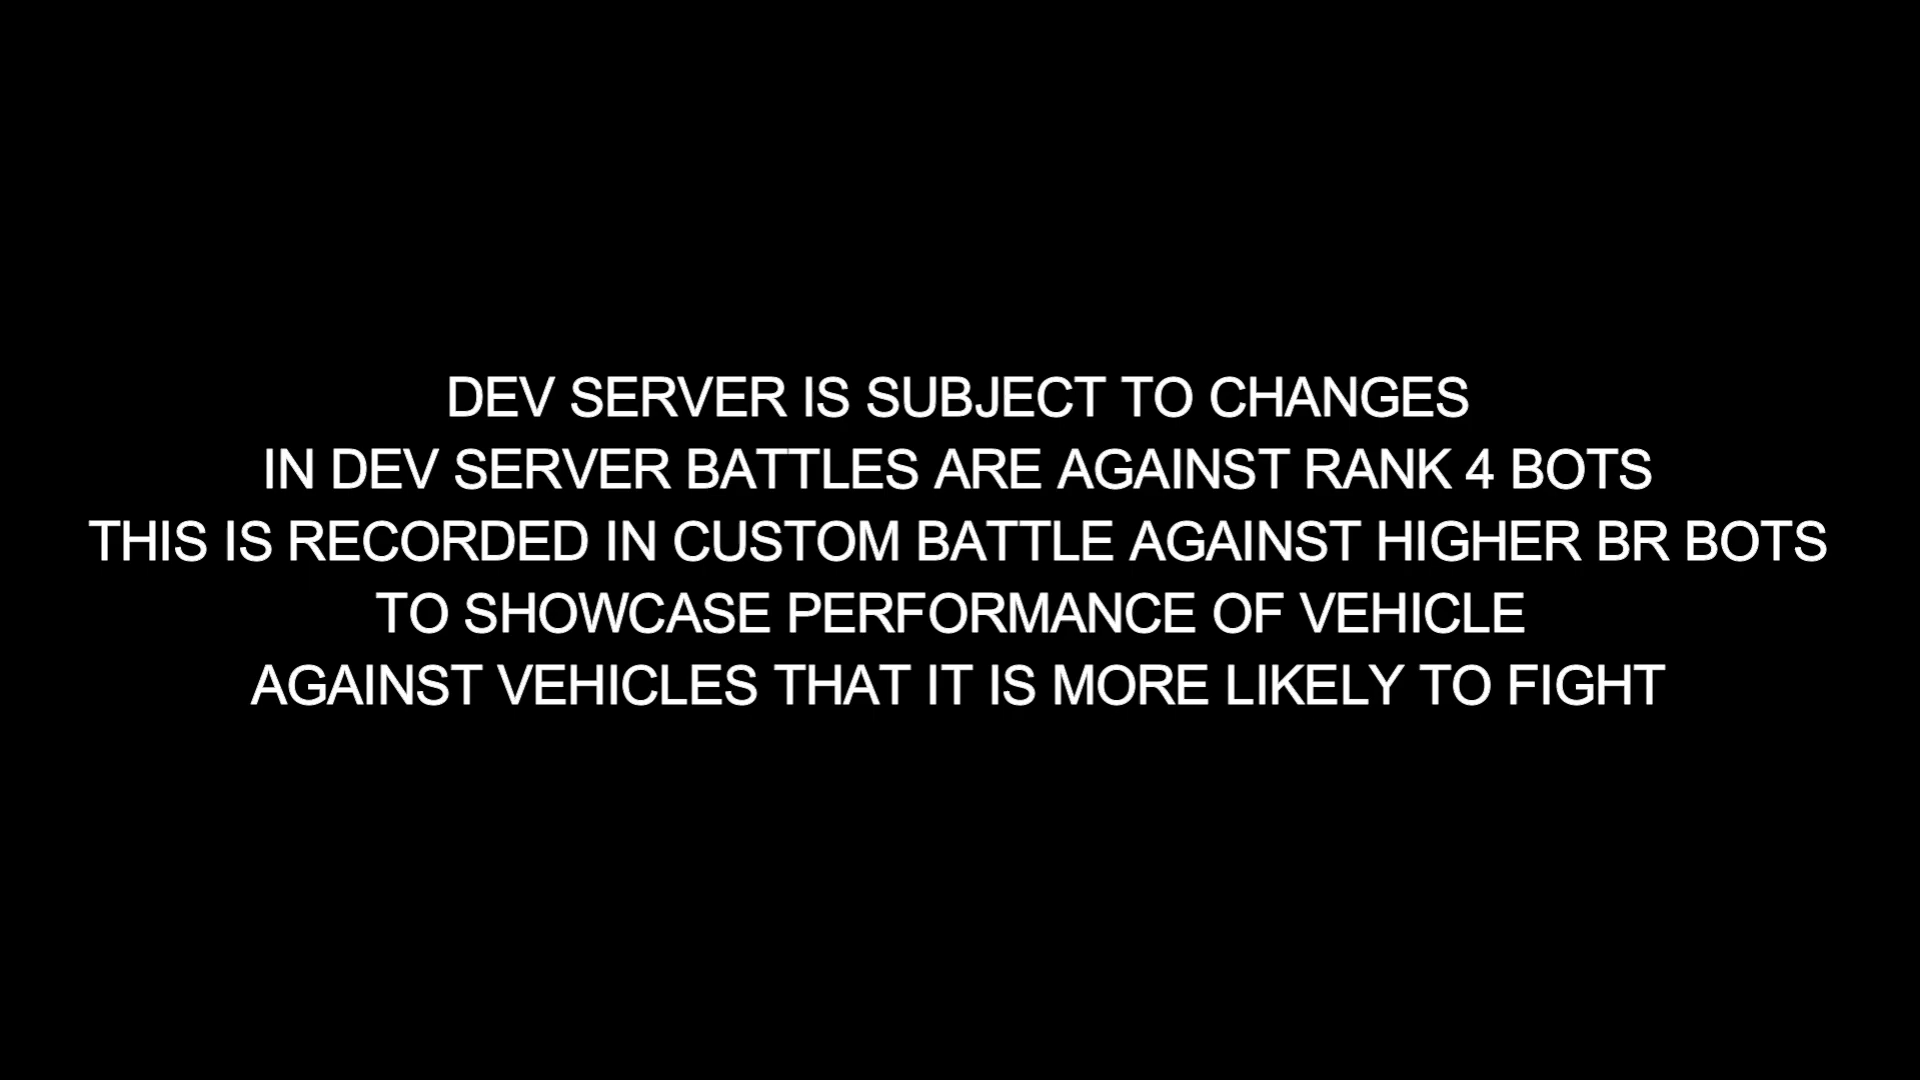 DEV SERVER IS SUBJECT TO CHANGES
IN DEV SERVER BATTLES ARE AGAINST RANK 4 BOTS
THIS IS RECORDED IN CUSTOM BATTLE AGAINST HIGHER BR BOTS
TO SHOWCASE PERFORMANCE OF VEHICLE
AGAINST VEHICLES THAT IT IS MORE LIKELY TO FIGHT